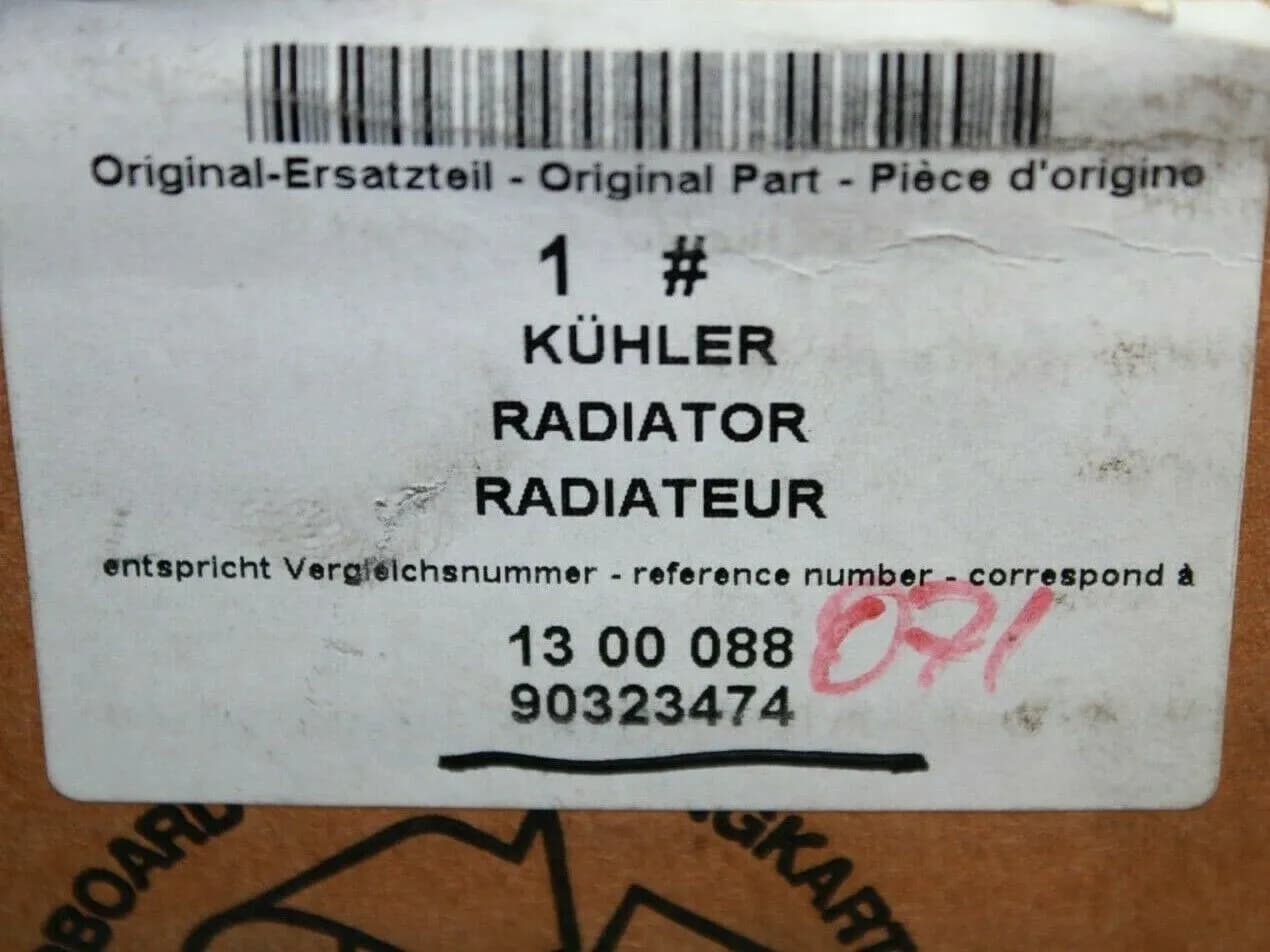 Original-Ersatzteil - Original Part - Pièce d'origine
1 #
KÜHLER
RADIATOR
RADIATEUR
entspricht Vergleichsnummer - reference number - correspond à
13 00 088
071
90323474